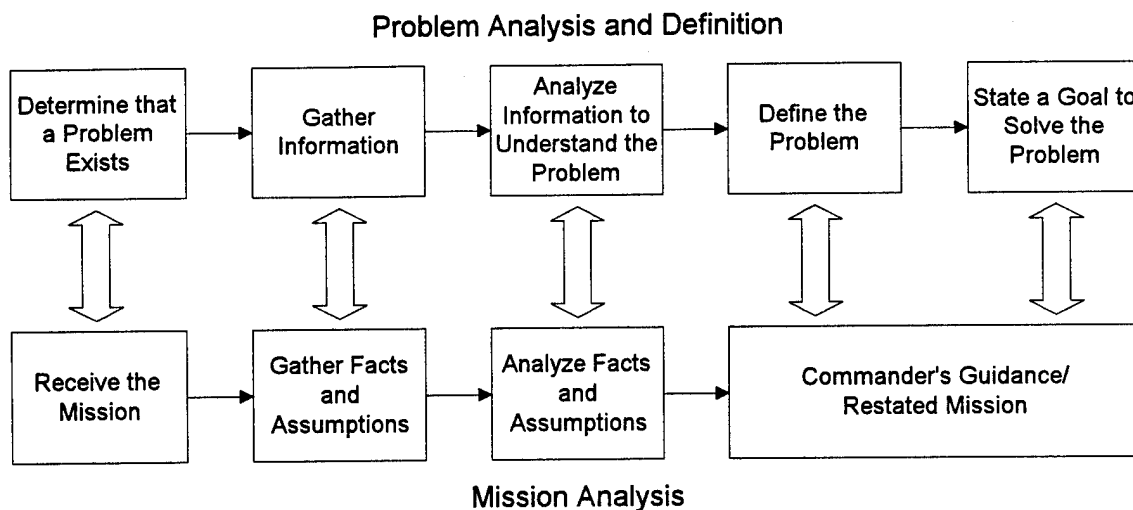 Problem Analysis and Definition
Determine that
a Problem
Exists
Gather
Information
Analyze
Information to
Understand the
Problem
Define the
Problem
State a Goal to
Solve the
Problem
Receive the
Mission
Gather Facts
and
Assumptions
Analyze Facts
and
Assumptions
Commander's Guidance/
Restated Mission
Mission Analysis